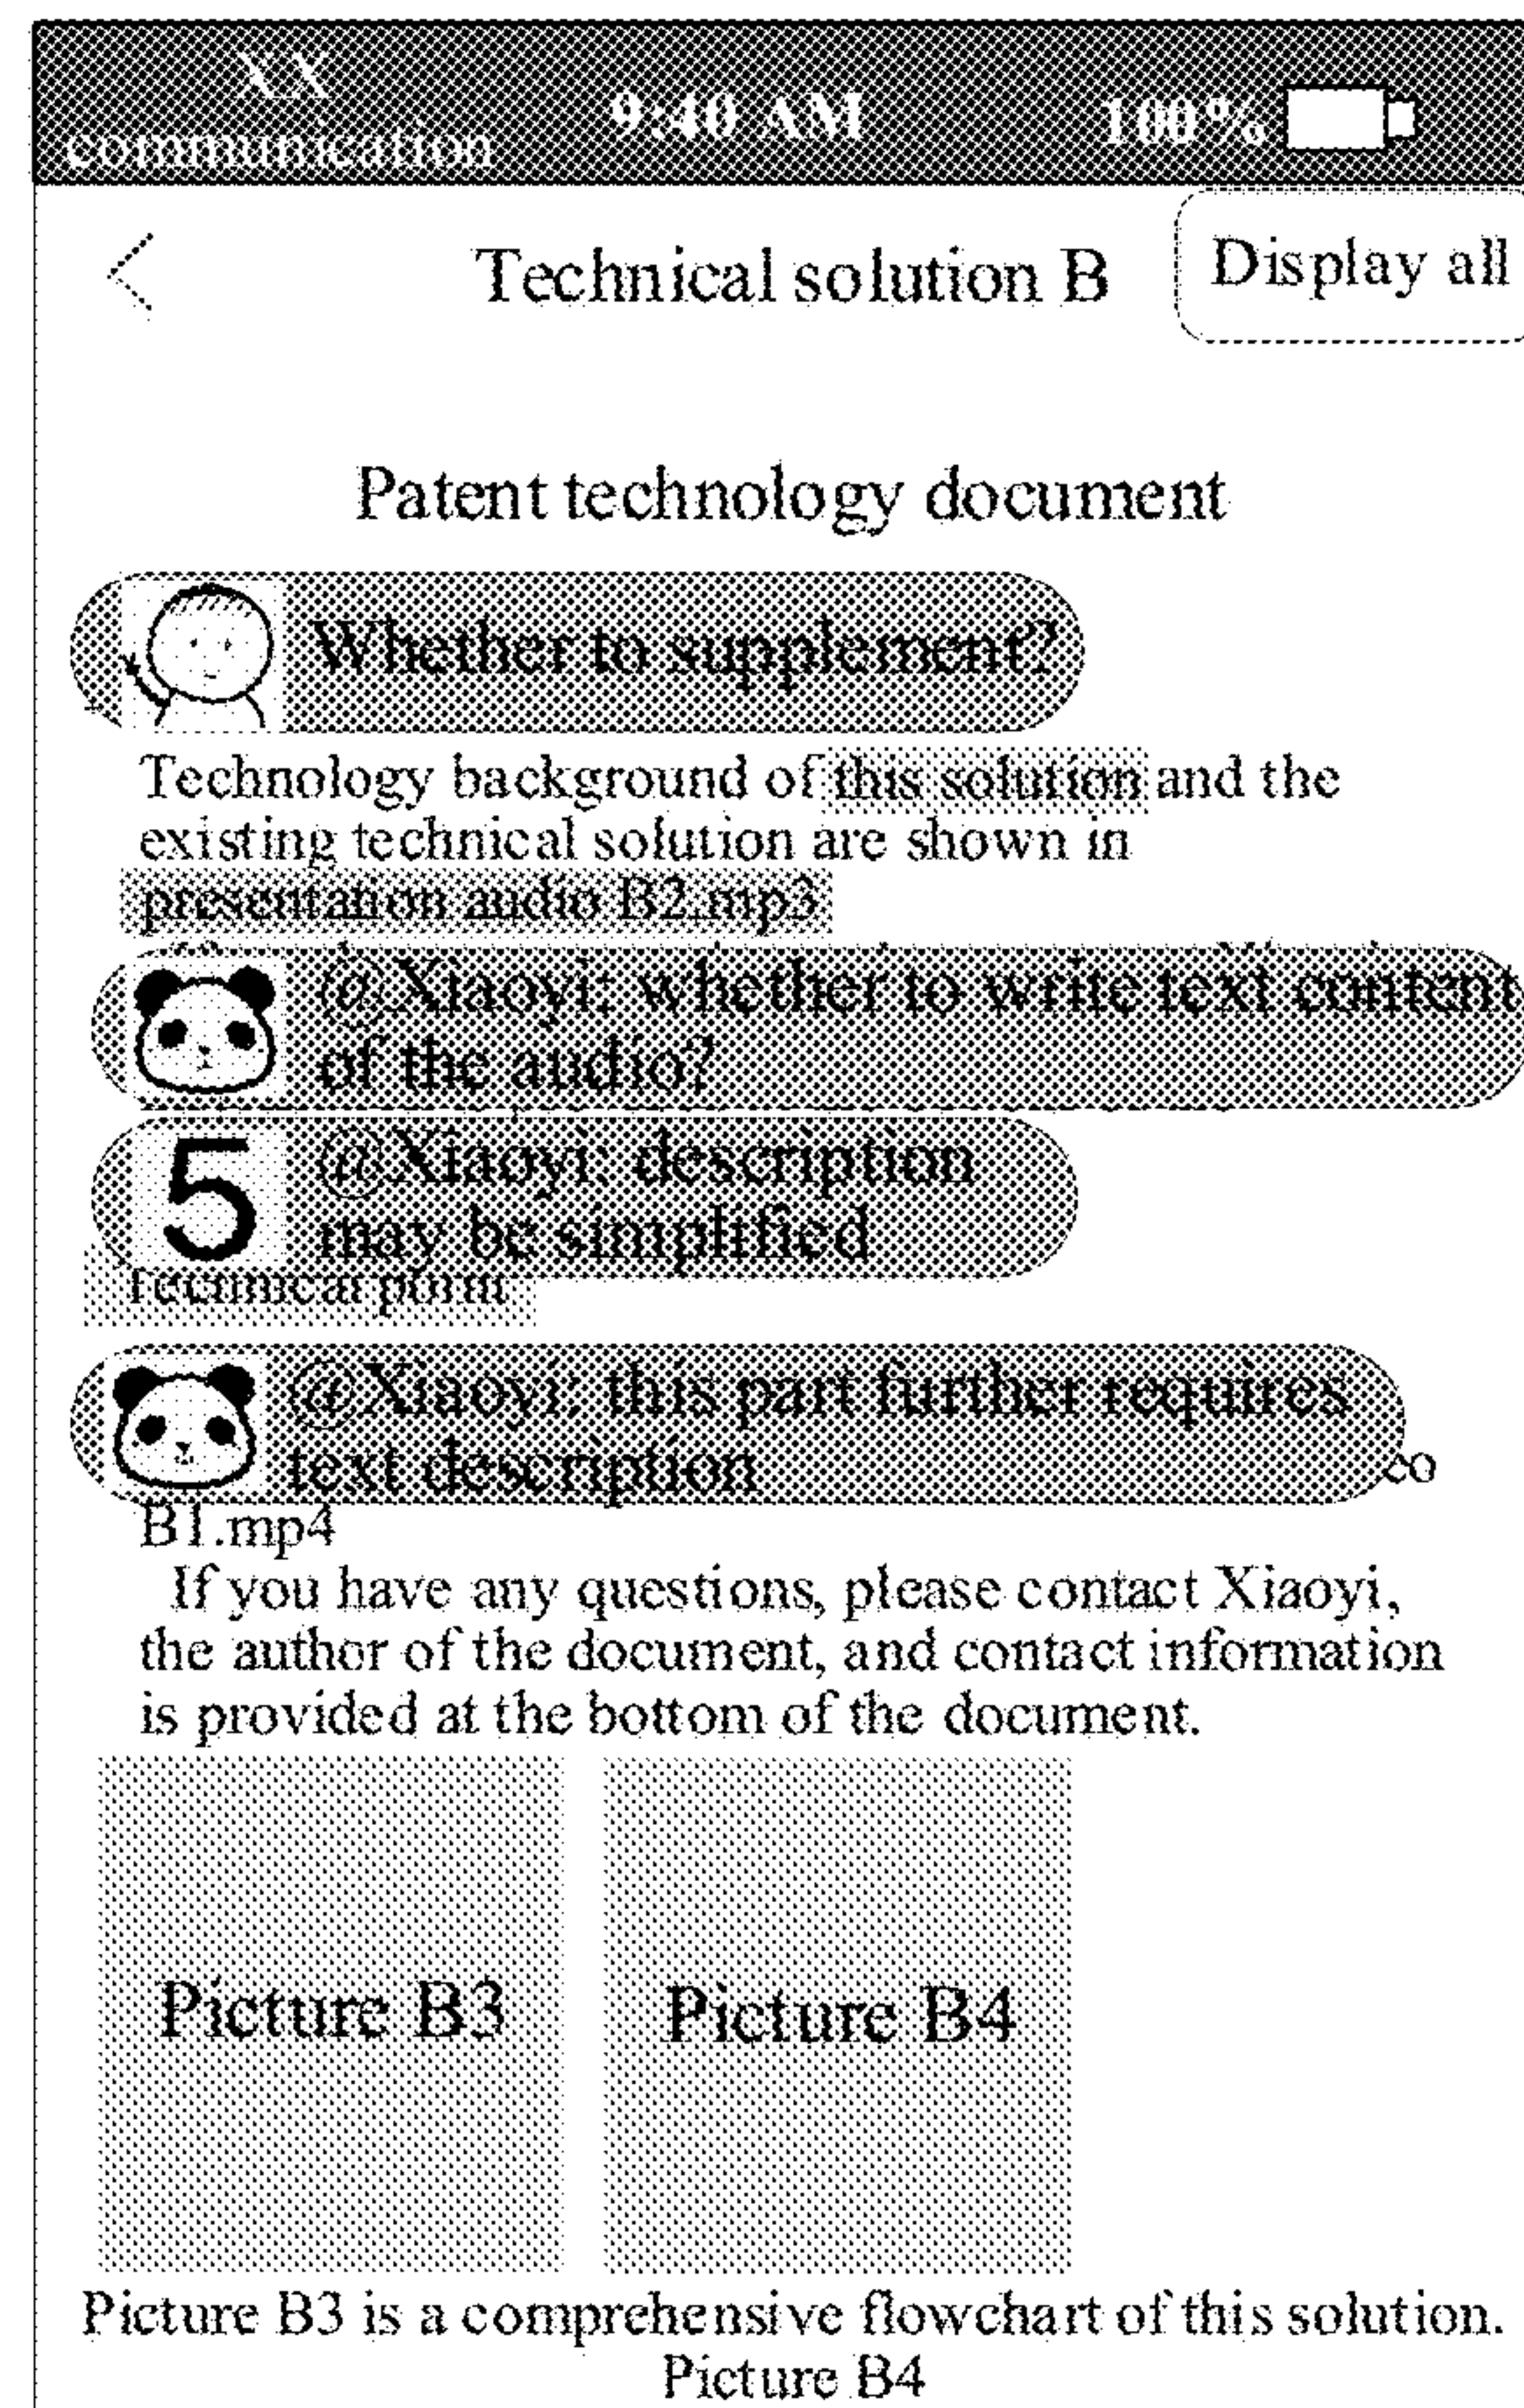 XX
communication
9:40 AM
100%
Technical solution B
Display all
Patent technology document
Whether to supplement?
Technology background of this solution and the
existing technical solution are shown in
presentation audio B2.mp3
@Xiaoyi: whether to write text content
of the audio?
5
@Xiaoyi: description
may be simplified
Technical point
@Xiaoyi: this part further requires
text description
eo
B1.mp4
If you have any questions, please contact Xiaoyi,
the author of the document, and contact information
is provided at the bottom of the document.
Picture B3
Picture B4
Picture B3 is a comprehensive flowchart of this solution.
Picture B4